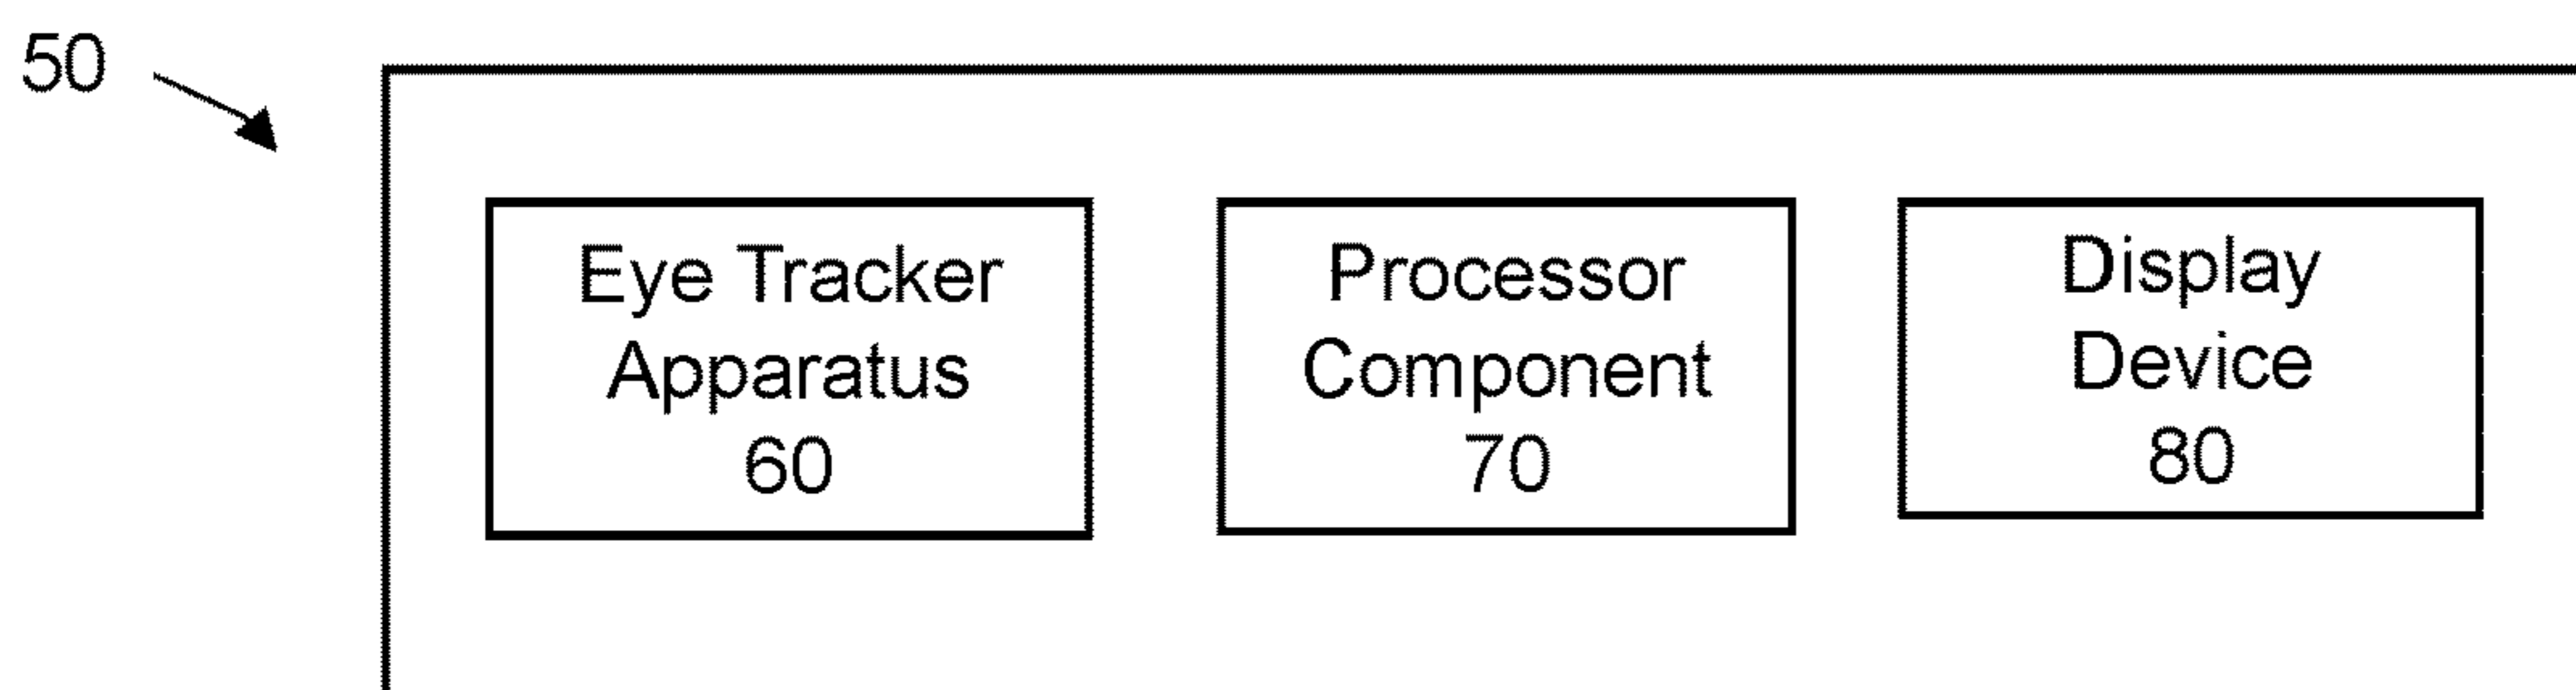 50
Eye Tracker
Apparatus
60
Processor
Component
70
Display
Device
80